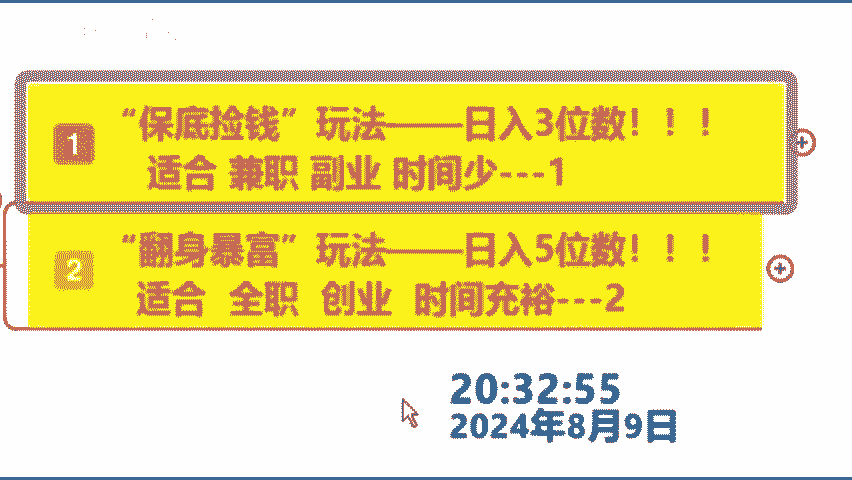 1
“保底捡钱”玩法——日入3位数！！！
适合 兼职 副业 时间少---1
2
“翻身暴富”玩法——日入5位数！！！
适合 全职 创业 时间充裕---2
20:32:55
2024年8月9日